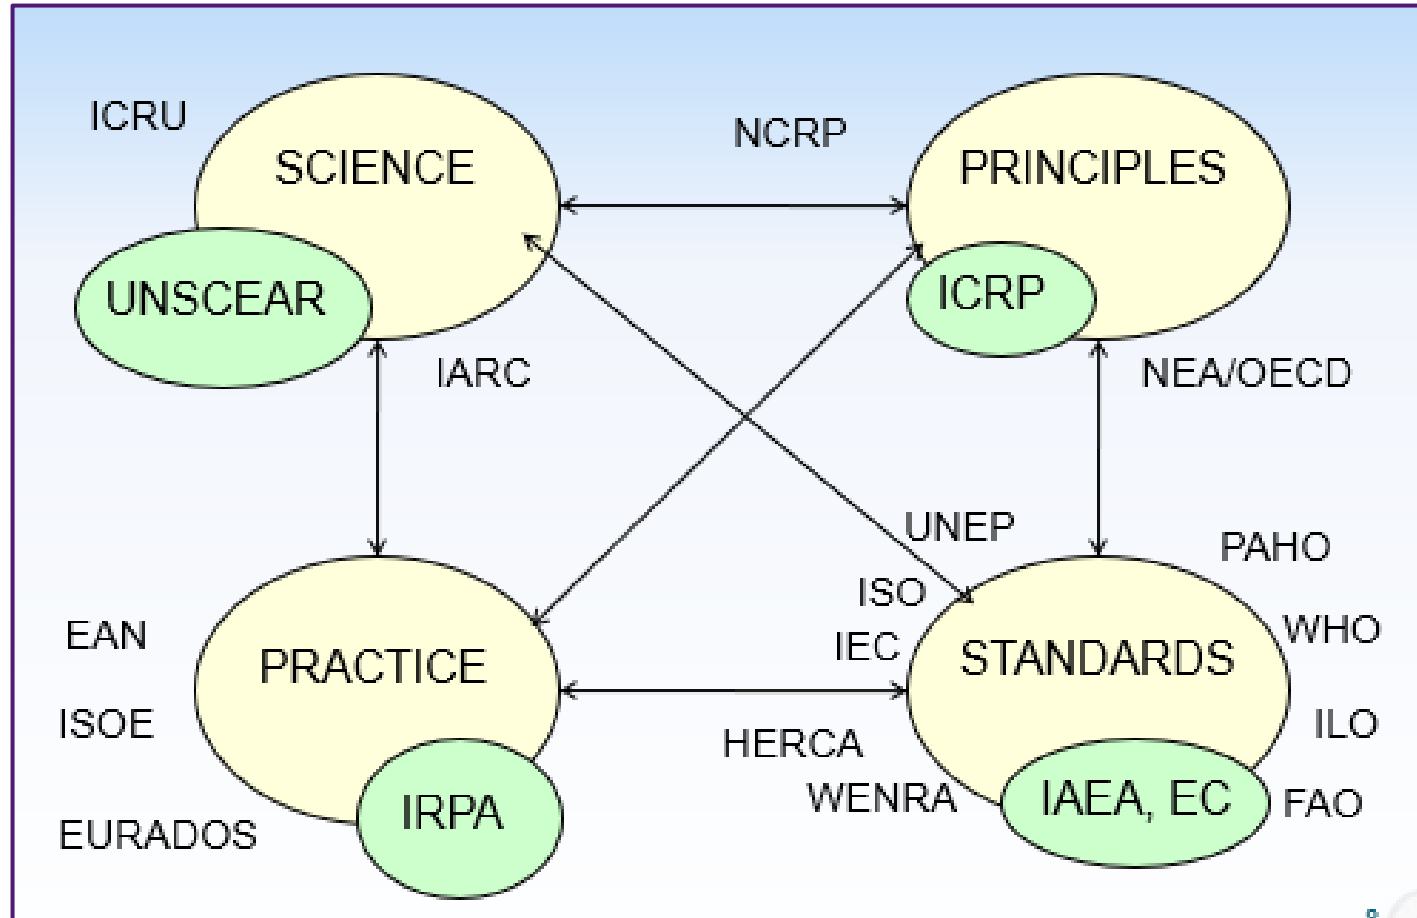 ICRU
NCRP
SCIENCE
PRINCIPLES
UNSCEAR
ICRP
IARC
NEA/OECD
UNEP
PAHO
ISO
WHO
EAN
IEC
PRACTICE
STANDARDS
ISOE
ILO
HERCA
WENRA
IAEA, EC
FAO
IRPA
EURADOS